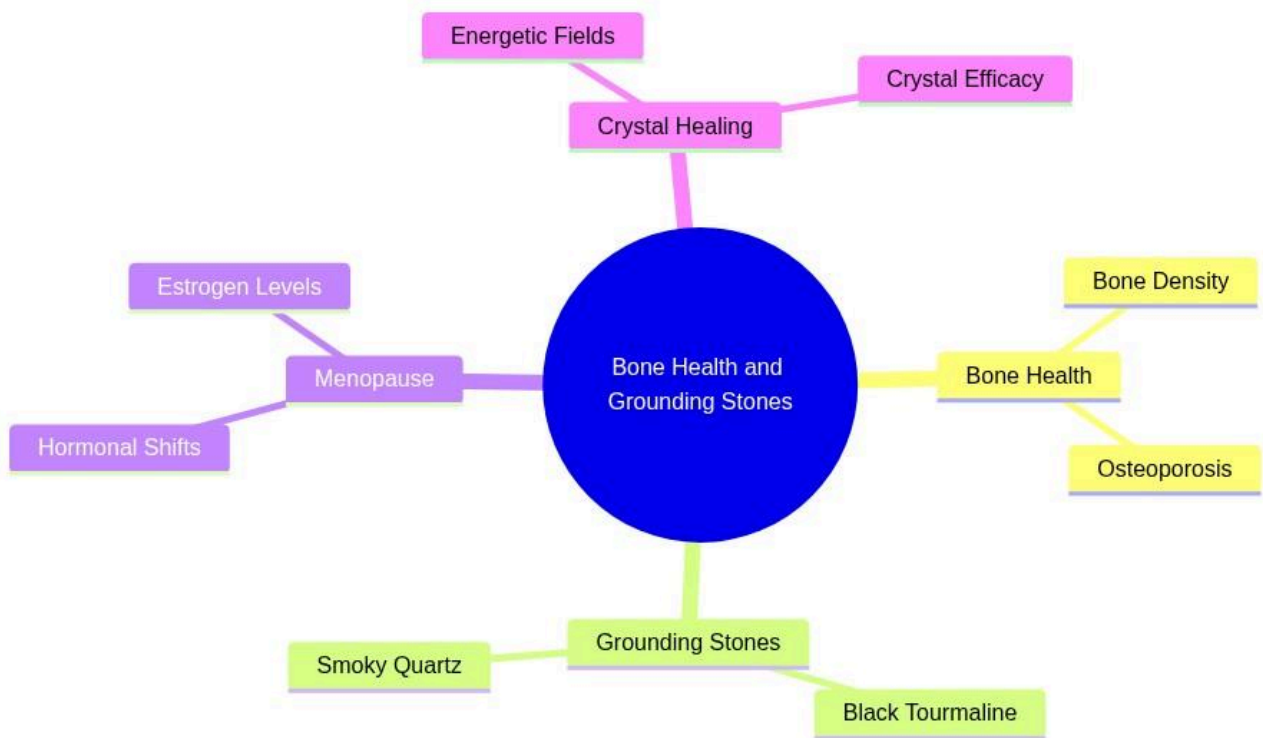 Energetic Fields
Crystal Efficacy
Crystal Healing
Estrogen Levels
Bone Density
Menopause
Bone Health and
Grounding Stones
Bone Health
Hormonal Shifts
Osteoporosis
Grounding Stones
Smoky Quartz
Black Tourmaline